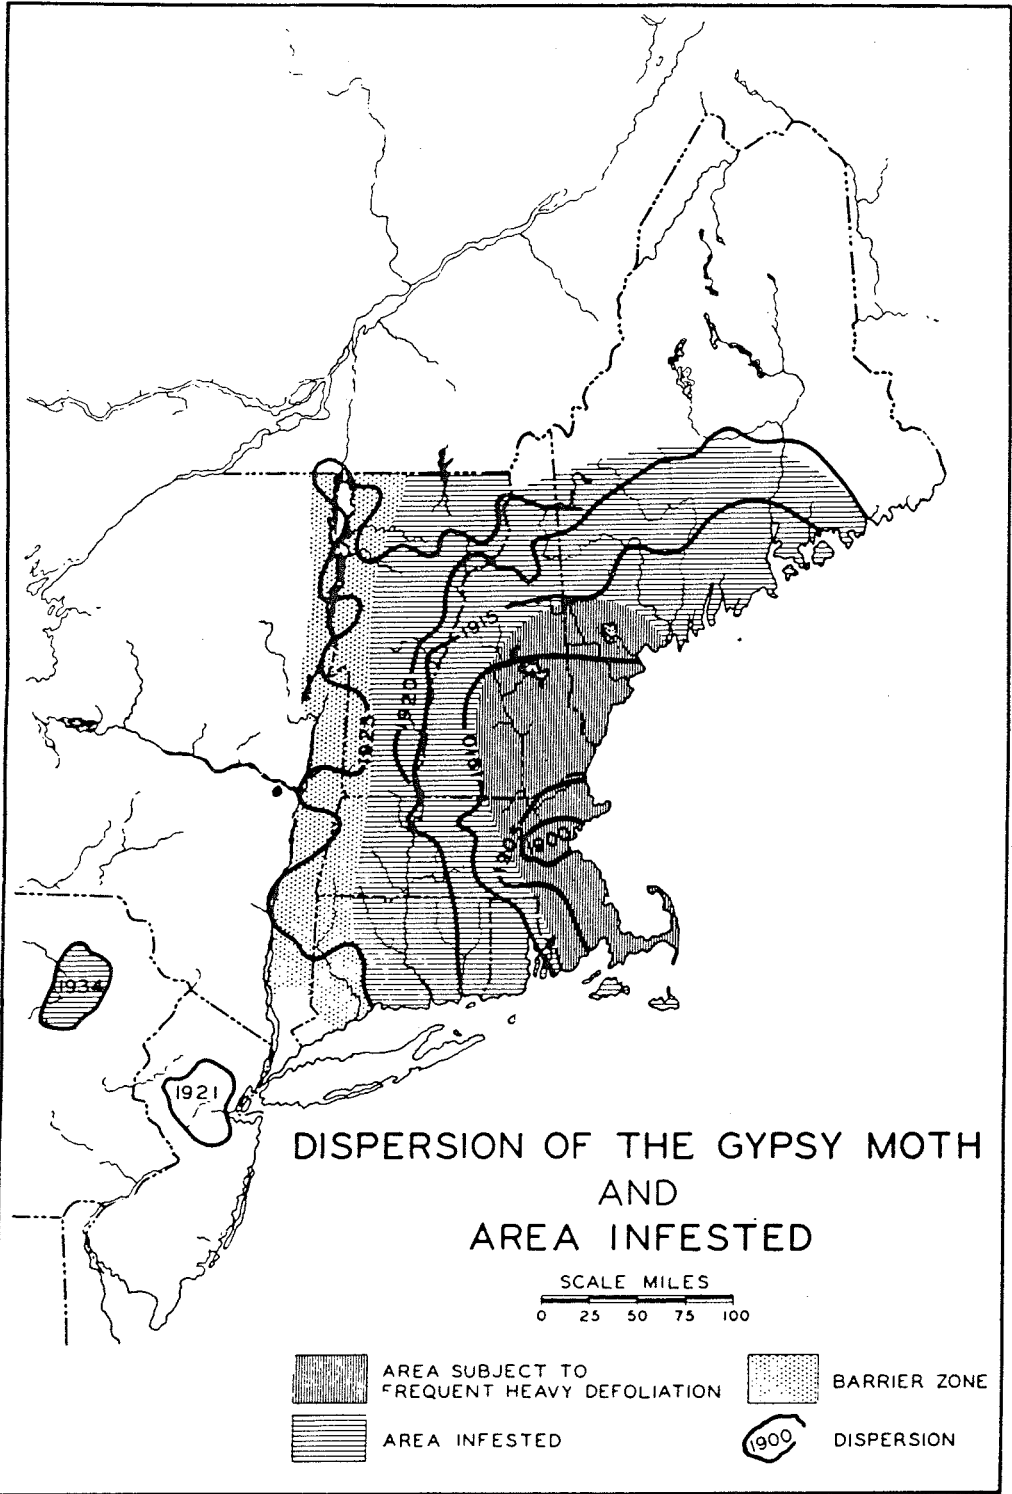 1915
1920
1925
1910
1905
1900
1934
1921
DISPERSION OF THE GYPSY MOTH
AND
AREA INFESTED
SCALE MILES
0 25 50 75 100
AREA SUBJECT TO
FREQUENT HEAVY DEFOLIATION
BARRIER ZONE
AREA INFESTED
1900
DISPERSION